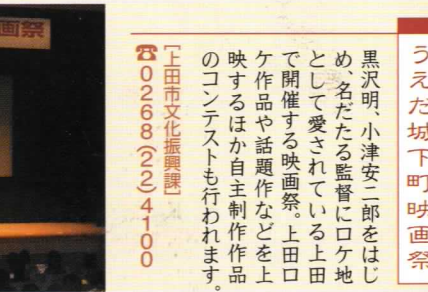 うえだ城下町映画祭
黒沢明、小津安二郎をはじ
め、名だたる監督にロケ地
として愛されている上田
で開催する映画祭。上田ロ
ケ作品や話題作などを上
映するほか自主制作作品
のコンテストも行われます。
[上田市文化振興課]
☎0268(22)4100
画祭